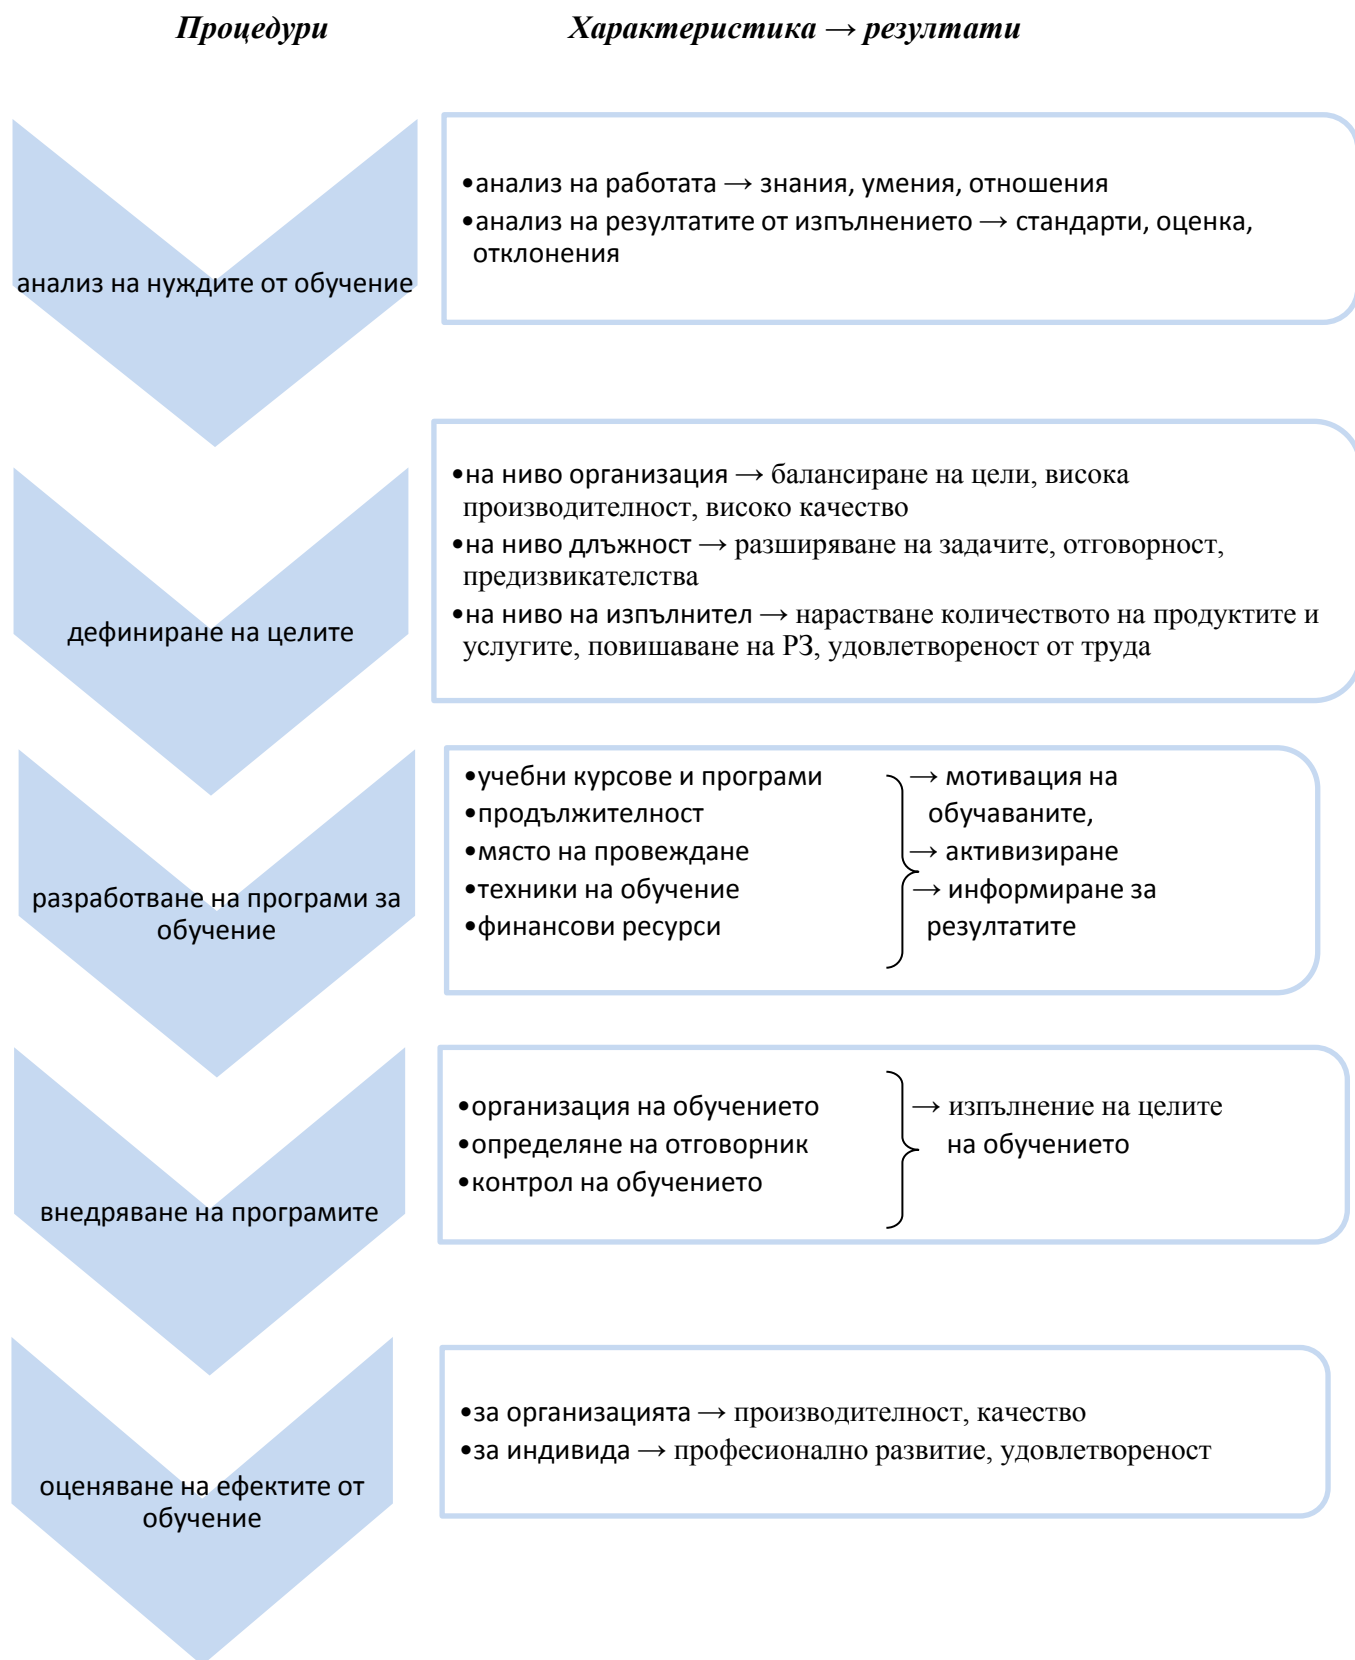 Процедури
Характеристика → резултати
анализ на нуждите от обучение
•анализ на работата → знания, умения, отношения
•анализ на резултатите от изпълнението → стандарти, оценка,
отклонения
дефиниране на целите
•на ниво организация → балансиране на цели, висока
производителност, високо качество
•на ниво длъжност → разширяване на задачите, отговорност,
предизвикателства
•на ниво на изпълнител → нарастване количеството на продуктите и
услугите, повишаване на РЗ, удовлетвореност от труда
разработване на програми за
обучение
•учебни курсове и програми
•продължителност
•място на провеждане
•техники на обучение
•финансови ресурси
→ мотивация на
обучаваните,
→ активизиране
→ информиране за
резултатите
внедряване на програмите
•организация на обучението
•определяне на отговорник
•контрол на обучението
→ изпълнение на целите
на обучението
оценяване на ефектите от
обучение
•за организацията → производителност, качество
•за индивида → професионално развитие, удовлетвореност